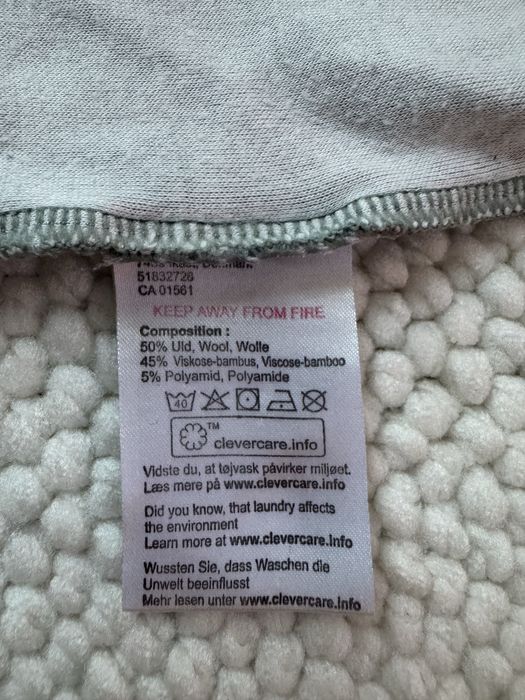 Denmark
51832726
CA 01561
KEEP AWAY FROM FIRE
Composition :
50% Uld, Wool, Wolle
45% Viskose-bambus, Viscose-bamboo
5% Polyamid, Polyamide
40
TM
clevercare.info
Vidste du, at tøjvask påvirker miljøet.
Læs mere på www.clevercare.info
Did you know, that laundry affects
the environment
Learn more at www.clevercare.info
Wussten Sie, dass Waschen die
Umwelt beeinflusst
Mehr lesen unter www.clevercare.info